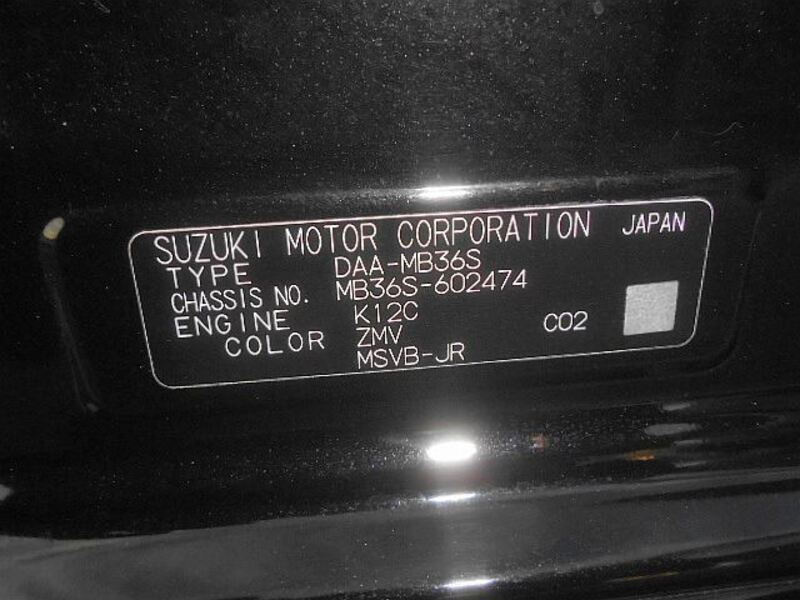 SUZUKI MOTOR CORPORATION JAPAN
TYPE DAA-MB36S
CHASSIS NO. MB36S-602474
ENGINE K12C
COLOR ZMV C02
MSVB-JR